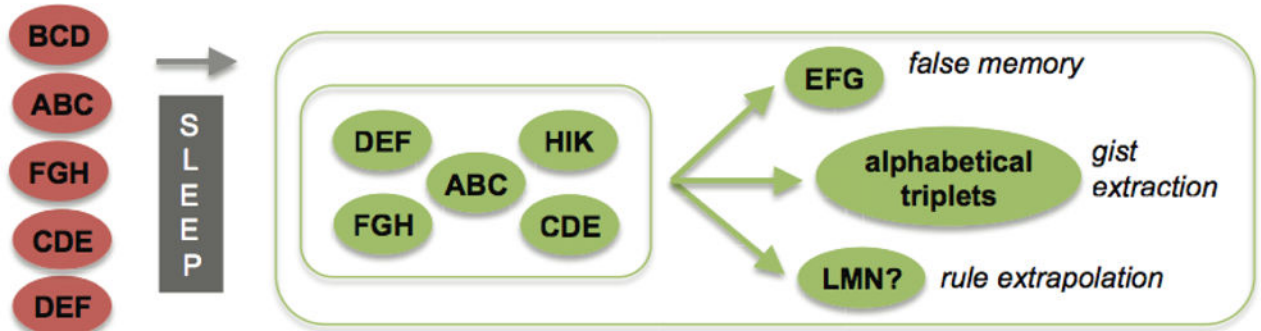 BCD
ABC
FGH
CDE
DEF
S
L
E
E
P
DEF
HIK
ABC
FGH
CDE
EFG
false memory
alphabetical
triplets
gist
extraction
LMN?
rule extrapolation